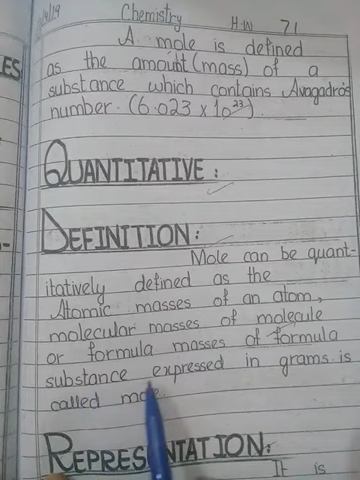 Chemistry H.W 71
A mole is defined
as the amount (mass) of a
substance which contains Avagadro's
number. (6.023 x 10²³).
QUANTITATIVE :
DEFINITION:
Mole can be quant-
itatively defined as the
Atomic masses of an atom,
molecular masses of molecule
or formula masses of formula
substance expressed in grams is
called
REPRESENTATION:
It is